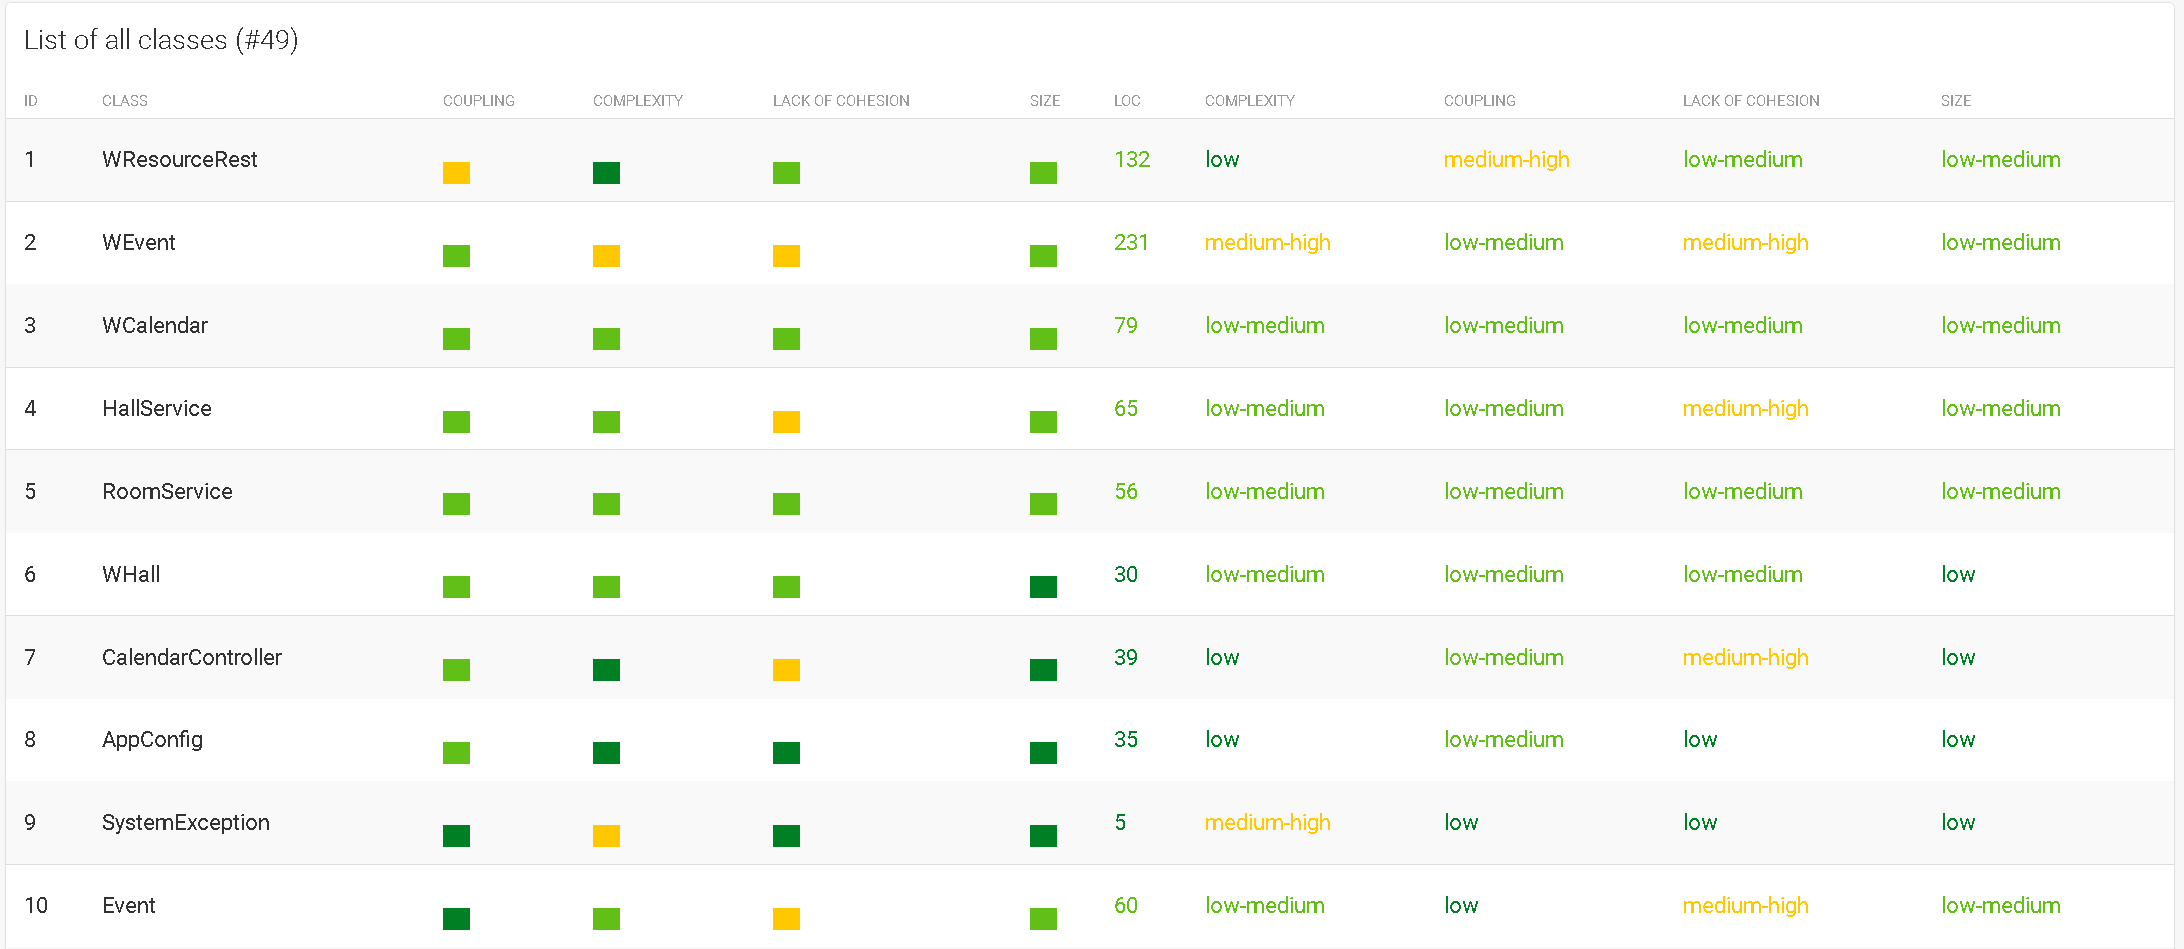 List of all classes (#49)
ID CLASS COUPLING COMPLEXITY LACK OF COHESION SIZE LOC COMPLEXITY COUPLING LACK OF COHESION SIZE
1 WResourceRest 132 low medium-high low-medium low-medium
2 WEvent 231 medium-high low-medium medium-high low-medium
3 WCalendar 79 low-medium low-medium low-medium low-medium
4 HallService 65 low-medium low-medium medium-high low-medium
5 RoomService 56 low-medium low-medium low-medium low-medium
6 WHall 30 low-medium low-medium low-medium low
7 CalendarController 39 low low-medium medium-high low
8 AppConfig 35 low low-medium low low
9 SystemException 5 medium-high low low low
10 Event 60 low-medium low medium-high low-medium